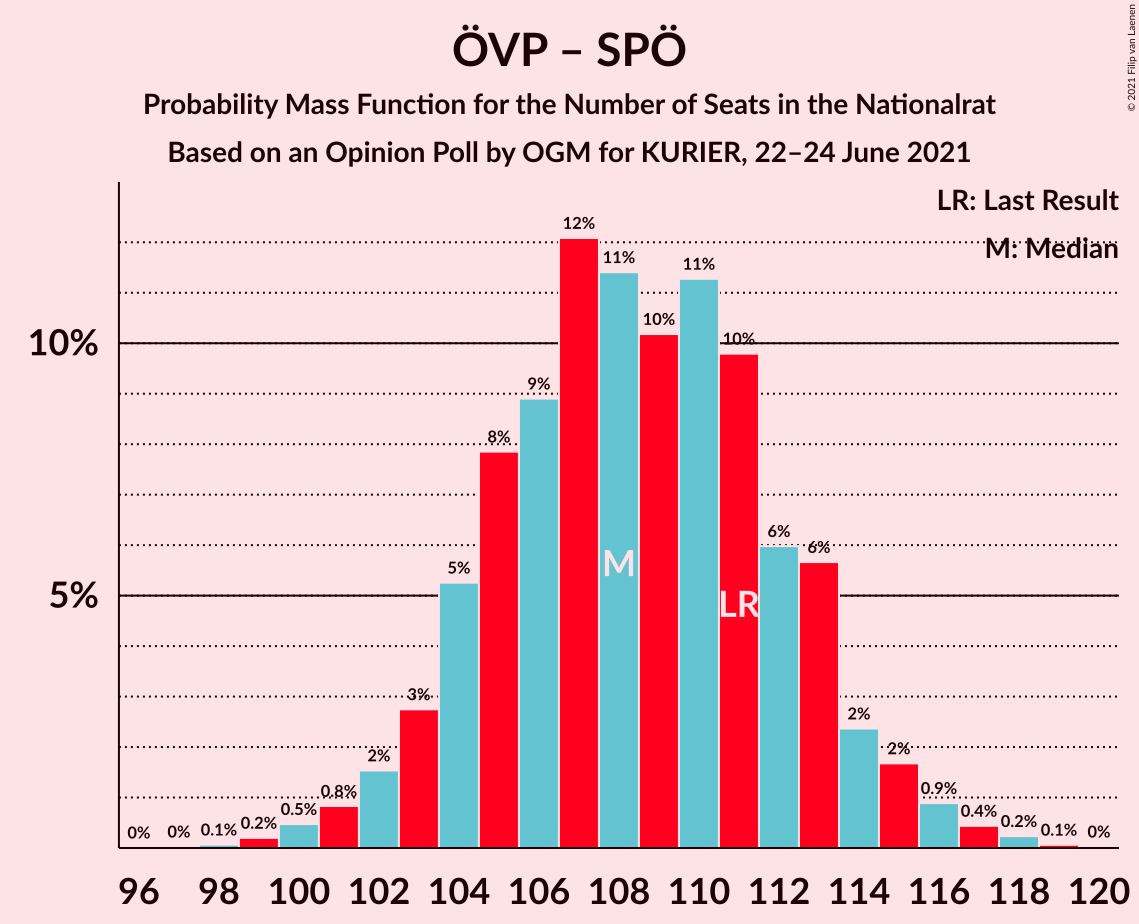 © 2021 Filip van Laenen
ÖVP – SPÖ
Probability Mass Function for the Number of Seats in the Nationalrat
Based on an Opinion Poll by OGM for KURIER, 22–24 June 2021
LR: Last Result
M: Median
10%
5%
0% 0% 0.1% 0.2% 0.5% 0.8% 2% 3% 5% 8% 9% 12% 11% 10% 11% 10% 6% 6% 2% 2% 0.9% 0.4% 0.2% 0.1% 0%
M
LR
96 98 100 102 104 106 108 110 112 114 116 118 120